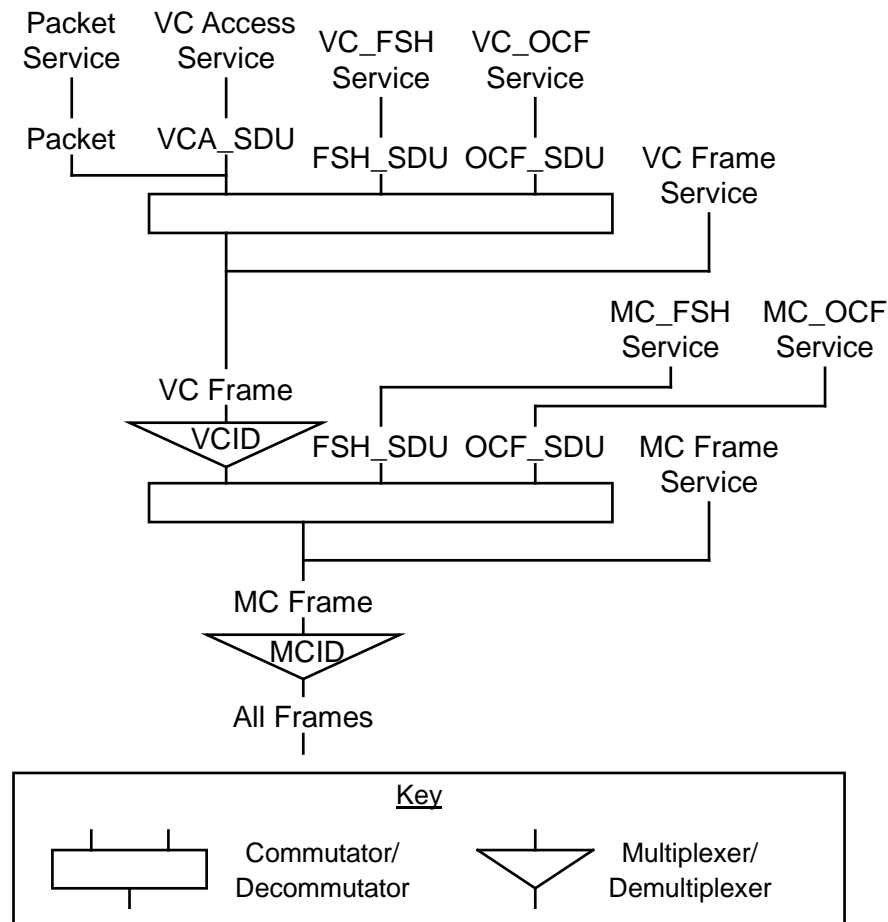 Packet
Service
VC Access
Service
VC_FSH
Service
VC_OCF
Service
Packet
VCA_SDU
FSH_SDU
OCF_SDU
VC Frame
Service
MC_FSH
Service
MC_OCF
Service
VC Frame
VCID
FSH_SDU
OCF_SDU
MC Frame
Service
MC Frame
MCID
All Frames
Key
Commutator/
Decommutator
Multiplexer/
Demultiplexer